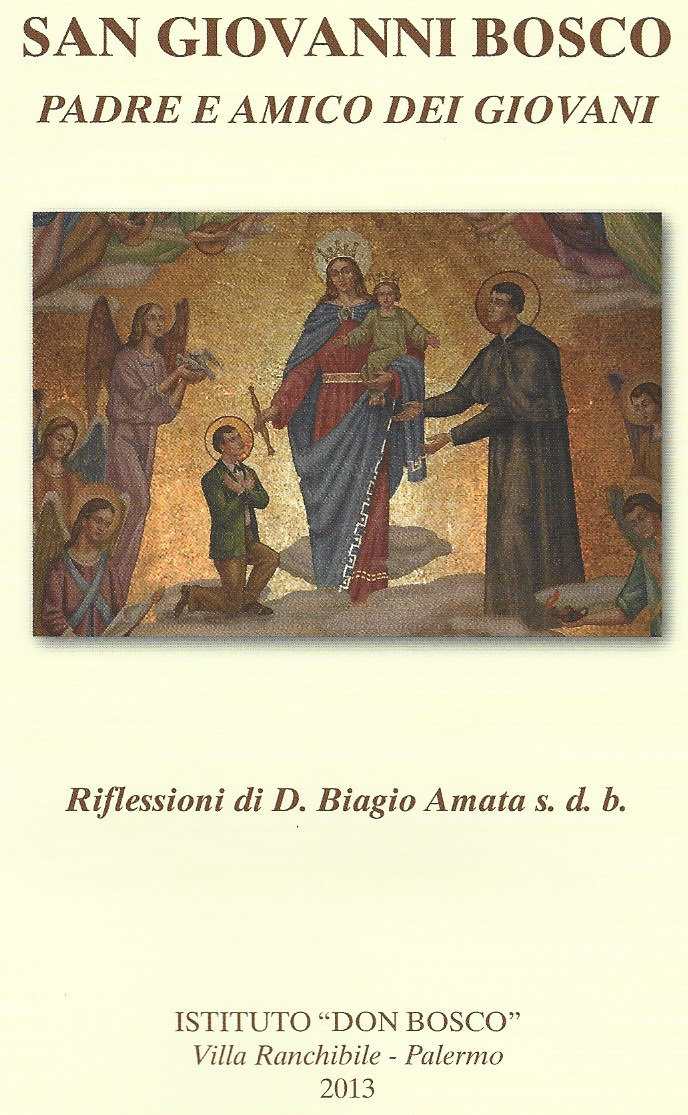 SAN GIOVANNI BOSCO
PADRE E AMICO DEI GIOVANI
Riflessioni di D. Biagio Amata s. d. b.
ISTITUTO “DON BOSCO”
Villa Ranchibile - Palermo
2013